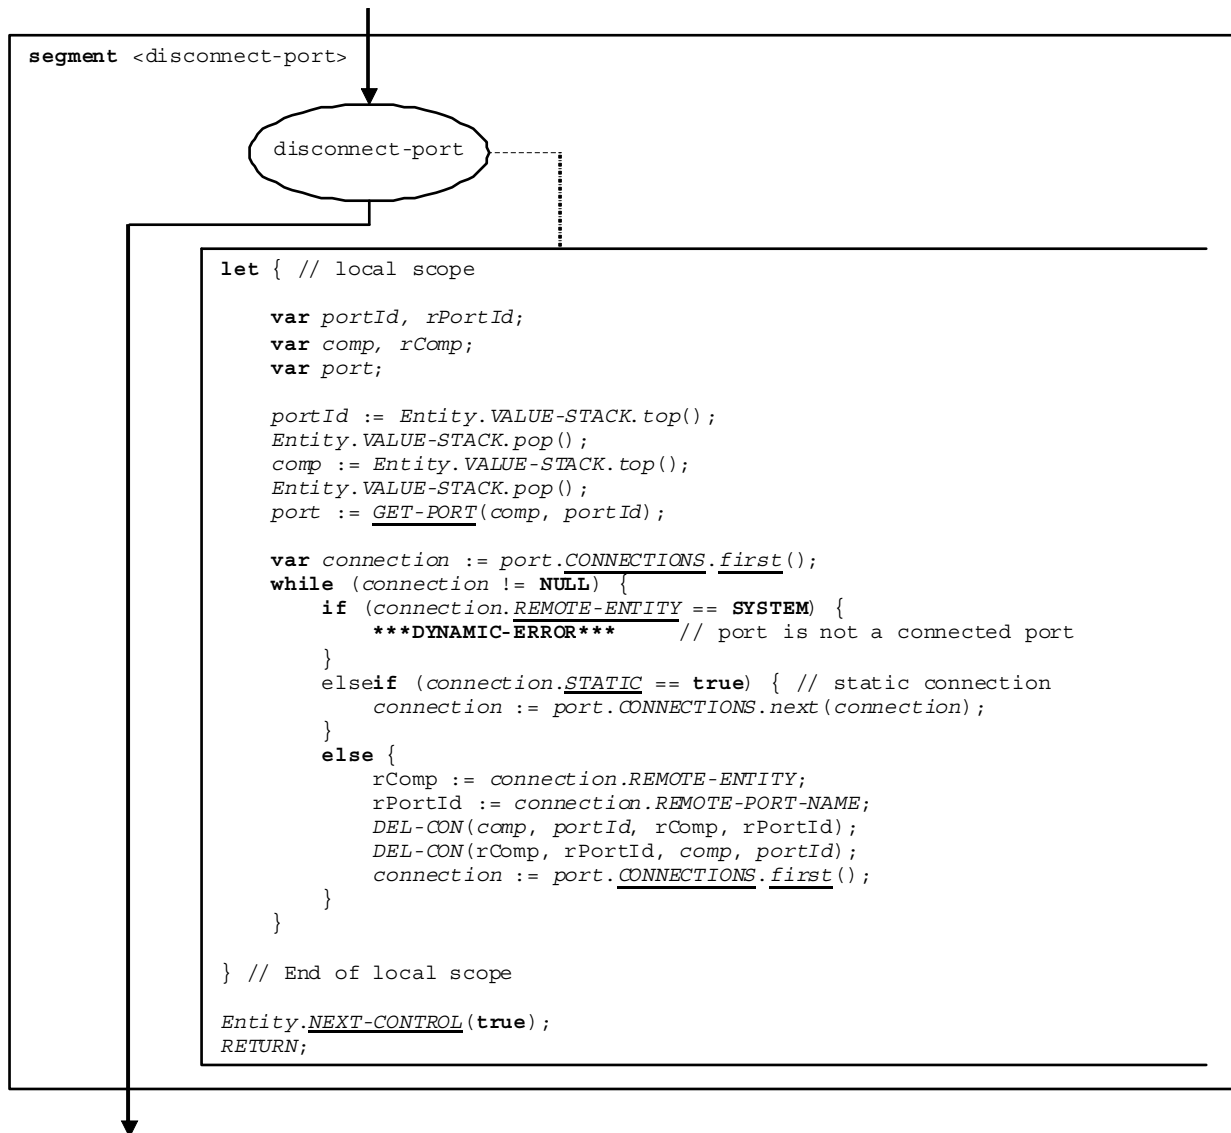 segment <disconnect-port>
disconnect-port
let { // local scope
var portId, rPortId;
var comp, rComp;
var port;
portId := Entity.VALUE-STACK.top();
Entity.VALUE-STACK.pop();
comp := Entity.VALUE-STACK.top();
Entity.VALUE-STACK.pop();
port := GET-PORT(comp, portId);
var connection := port.CONNECTIONS.first();
while (connection != NULL) {
if (connection.REMOTE-ENTITY == SYSTEM) {
***DYNAMIC-ERROR*** // port is not a connected port
}
elseif (connection.STATIC == true) { // static connection
connection := port.CONNECTIONS.next(connection);
}
else {
rComp := connection.REMOTE-ENTITY;
rPortId := connection.REMOTE-PORT-NAME;
DEL-CON(comp, portId, rComp, rPortId);
DEL-CON(rComp, rPortId, comp, portId);
connection := port.CONNECTIONS.first();
}
}
} // End of local scope
Entity.NEXT-CONTROL(true);
RETURN;